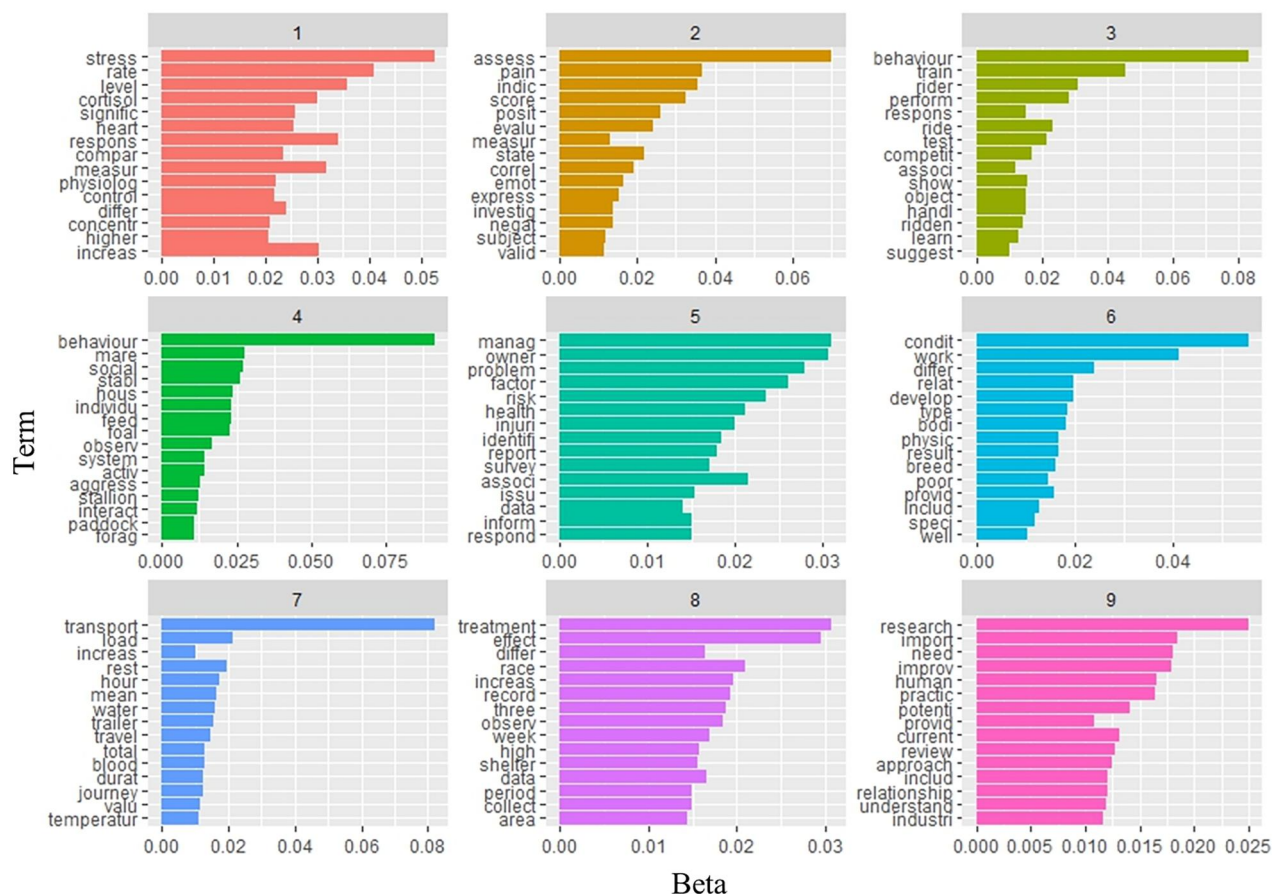 1
stress
rate
level
cortisol
signific
heart
respons
compar
measur
physiolog
control
differ
concentr
higher
increas
0.00 0.01 0.02 0.03 0.04 0.05
2
assess
pain
indic
score
posit
evalu
measur
state
correl
emot
express
investig
negat
subject
valid
0.00 0.02 0.04 0.06
3
behaviour
train
rider
perform
respons
ride
test
competit
associ
show
object
handl
ridden
learn
suggest
0.00 0.02 0.04 0.06 0.08
4
behaviour
mare
social
stabl
hous
individu
feed
foal
observ
system
activ
aggress
stallion
interact
paddock
forag
0.000 0.025 0.050 0.075
5
manag
owner
problem
factor
risk
health
injuri
identifi
report
survey
associ
issu
data
inform
respond
0.00 0.01 0.02 0.03
6
condit
work
differ
relat
develop
type
bodi
physic
result
breed
poor
provid
includ
speci
well
0.00 0.02 0.04
7
transport
load
increas
rest
hour
mean
water
trailer
travel
total
blood
durat
journey
valu
temperatur
0.00 0.02 0.04 0.06 0.08
8
treatment
effect
differ
race
increas
record
three
observ
week
high
shelter
data
period
collect
area
0.00 0.01 0.02 0.03
9
research
import
need
improv
human
practic
potenti
provid
current
review
approach
includ
relationship
understand
industri
0.000 0.005 0.010 0.015 0.020 0.025
Term
Beta